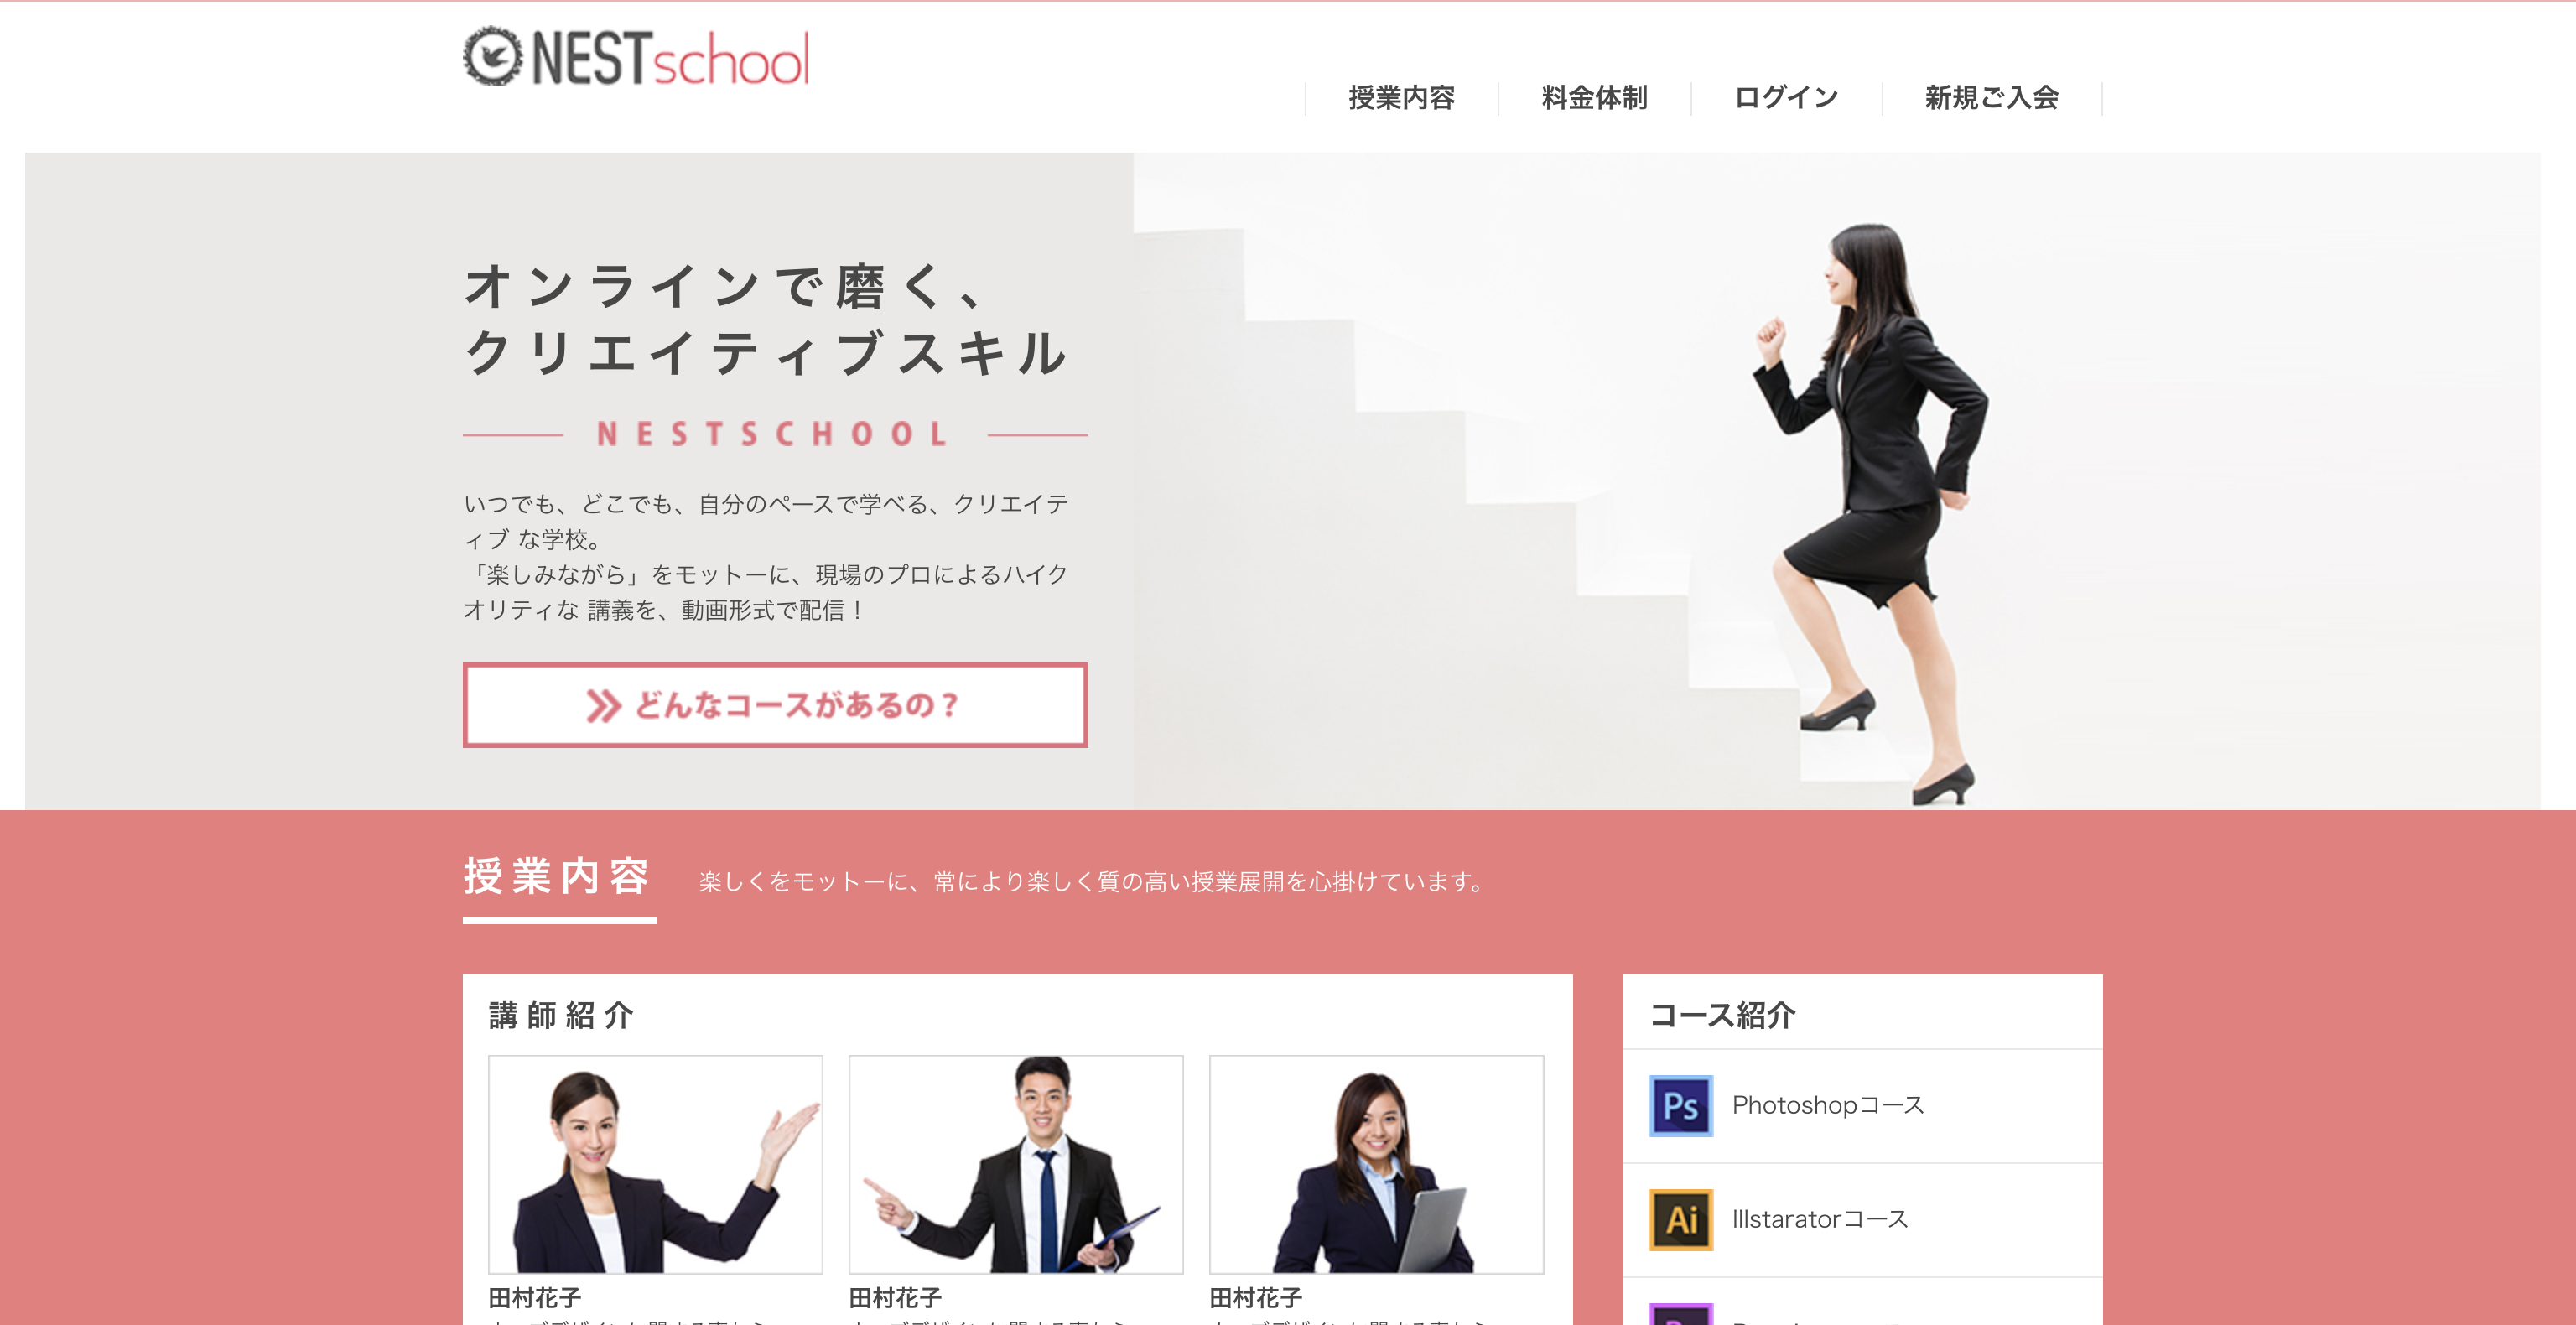 NESTschool
授業内容
料金体制
ログイン
新規ご入会
オンラインで磨く、
クリエイティブスキル
NESTSCHOOL
いつでも、どこでも、自分のペースで学べる、クリエイテ
ィブ な学校。
「楽しみながら」をモットーに、現場のプロによるハイク
オリティな 講義を、動画形式で配信！
どんなコースがあるの？
授業内容
楽しくをモットーに、常により楽しく質の高い授業展開を心掛けています。
講師紹介
田村花子
田村花子
田村花子
コース紹介
Ps
Photoshopコース
Ai
Illstaratorコース